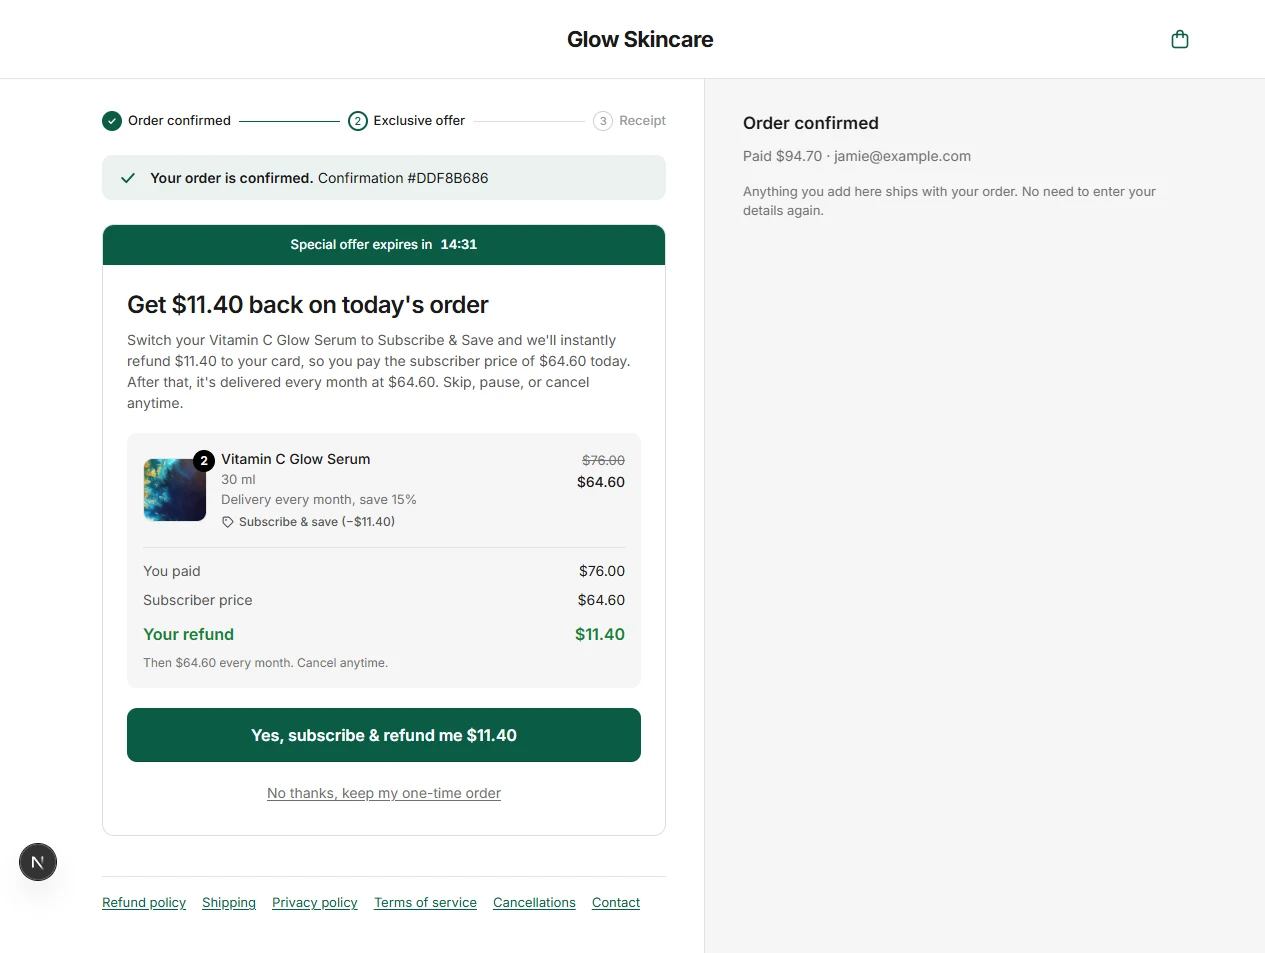 Glow Skincare
Order confirmed
2 Exclusive offer
3 Receipt
Your order is confirmed. Confirmation #DDF8B686
Special offer expires in 14:31
Get $11.40 back on today's order
Switch your Vitamin C Glow Serum to Subscribe & Save and we'll instantly
refund $11.40 to your card, so you pay the subscriber price of $64.60 today.
After that, it's delivered every month at $64.60. Skip, pause, or cancel
anytime.
2
Vitamin C Glow Serum $76.00
30 ml $64.60
Delivery every month, save 15%
Subscribe & save (−$11.40)
You paid $76.00
Subscriber price $64.60
Your refund $11.40
Then $64.60 every month. Cancel anytime.
Yes, subscribe & refund me $11.40
No thanks, keep my one-time order
N
Refund policy Shipping Privacy policy Terms of service Cancellations Contact
Order confirmed
Paid $94.70 · jamie@example.com
Anything you add here ships with your order. No need to enter your
details again.